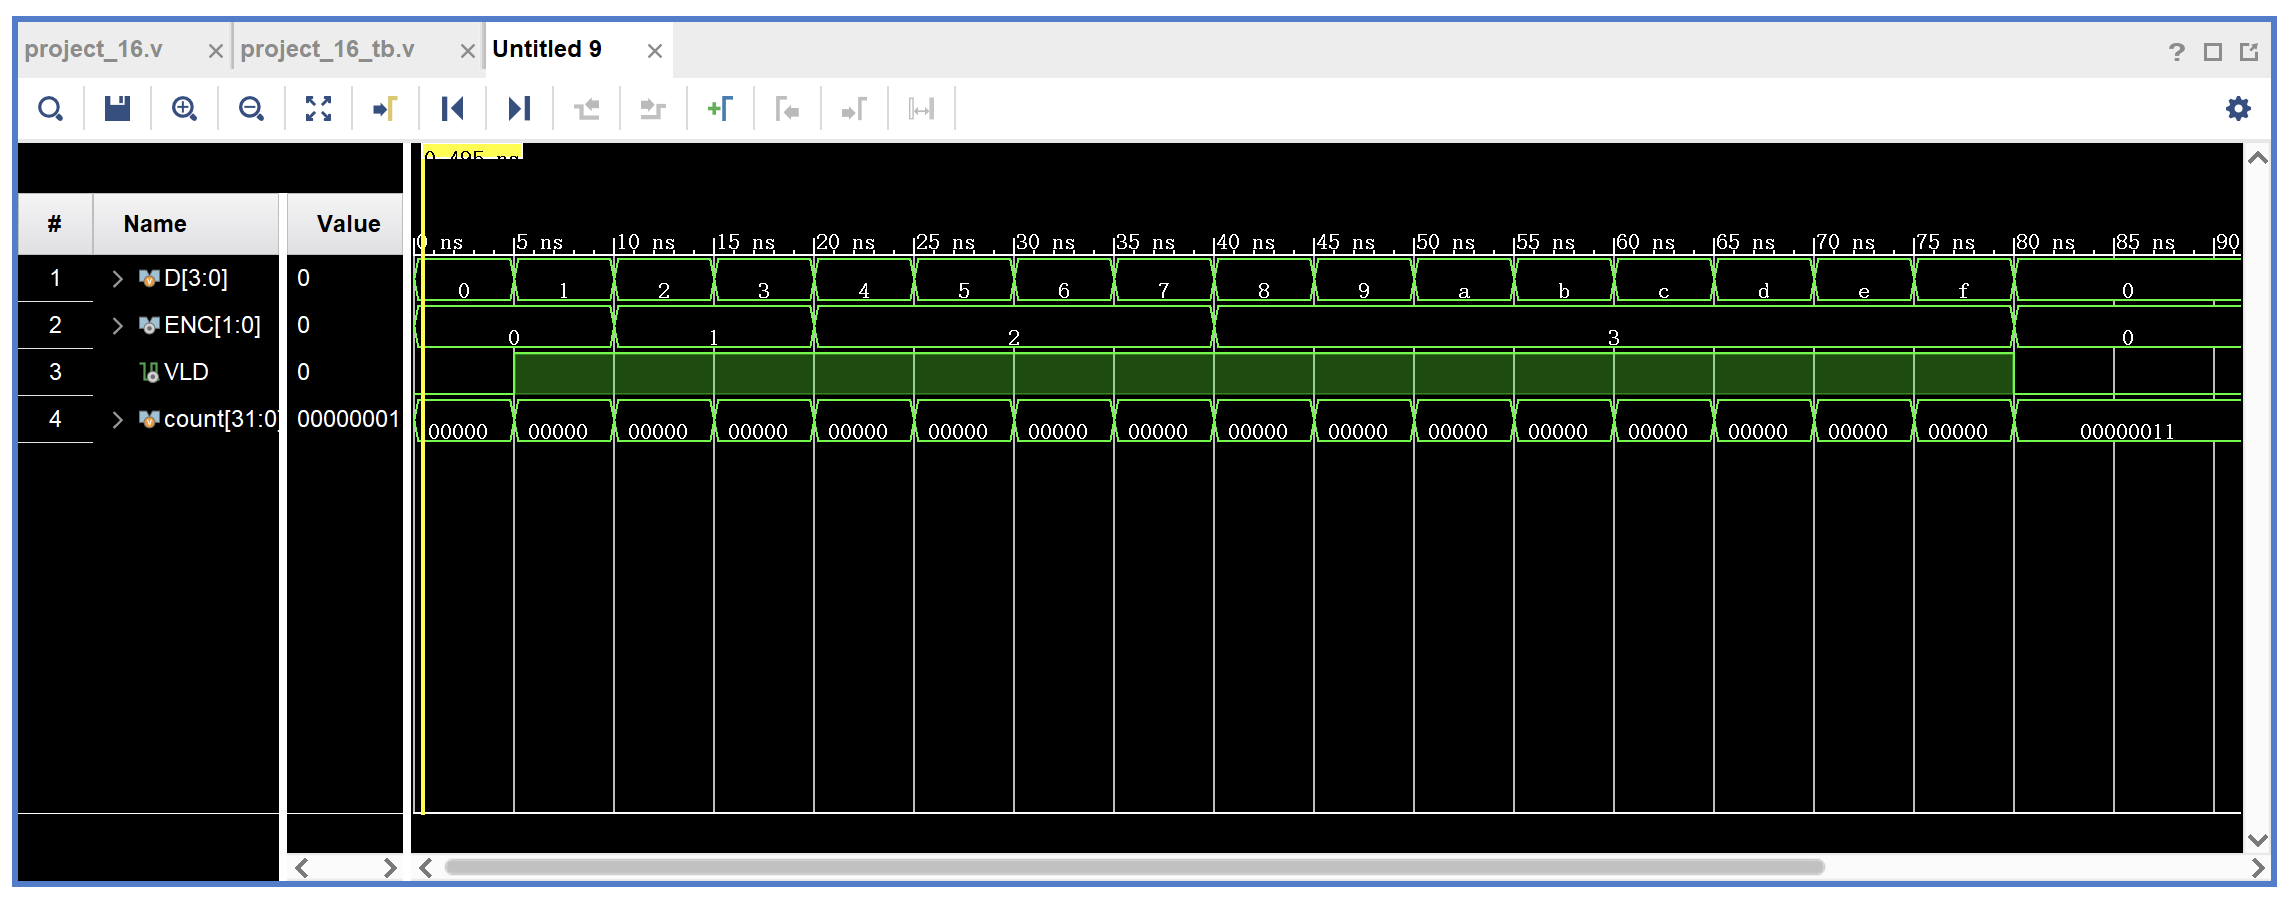 project_16.v project_16_tb.v Untitled 9 ?
0.495 ns
# Name Value
0 ns 5 ns 10 ns 15 ns 20 ns 25 ns 30 ns 35 ns 40 ns 45 ns 50 ns 55 ns 60 ns 65 ns 70 ns 75 ns 80 ns 85 ns 90
1 D[3:0] 0 0 1 2 3 4 5 6 7 8 9 a b c d e f 0
2 ENC[1:0] 0 0 1 2 3 0
3 VLD 0
4 count[31:0] 00000001 00000 00000 00000 00000 00000 00000 00000 00000 00000 00000 00000 00000 00000 00000 00000 00000 00000011